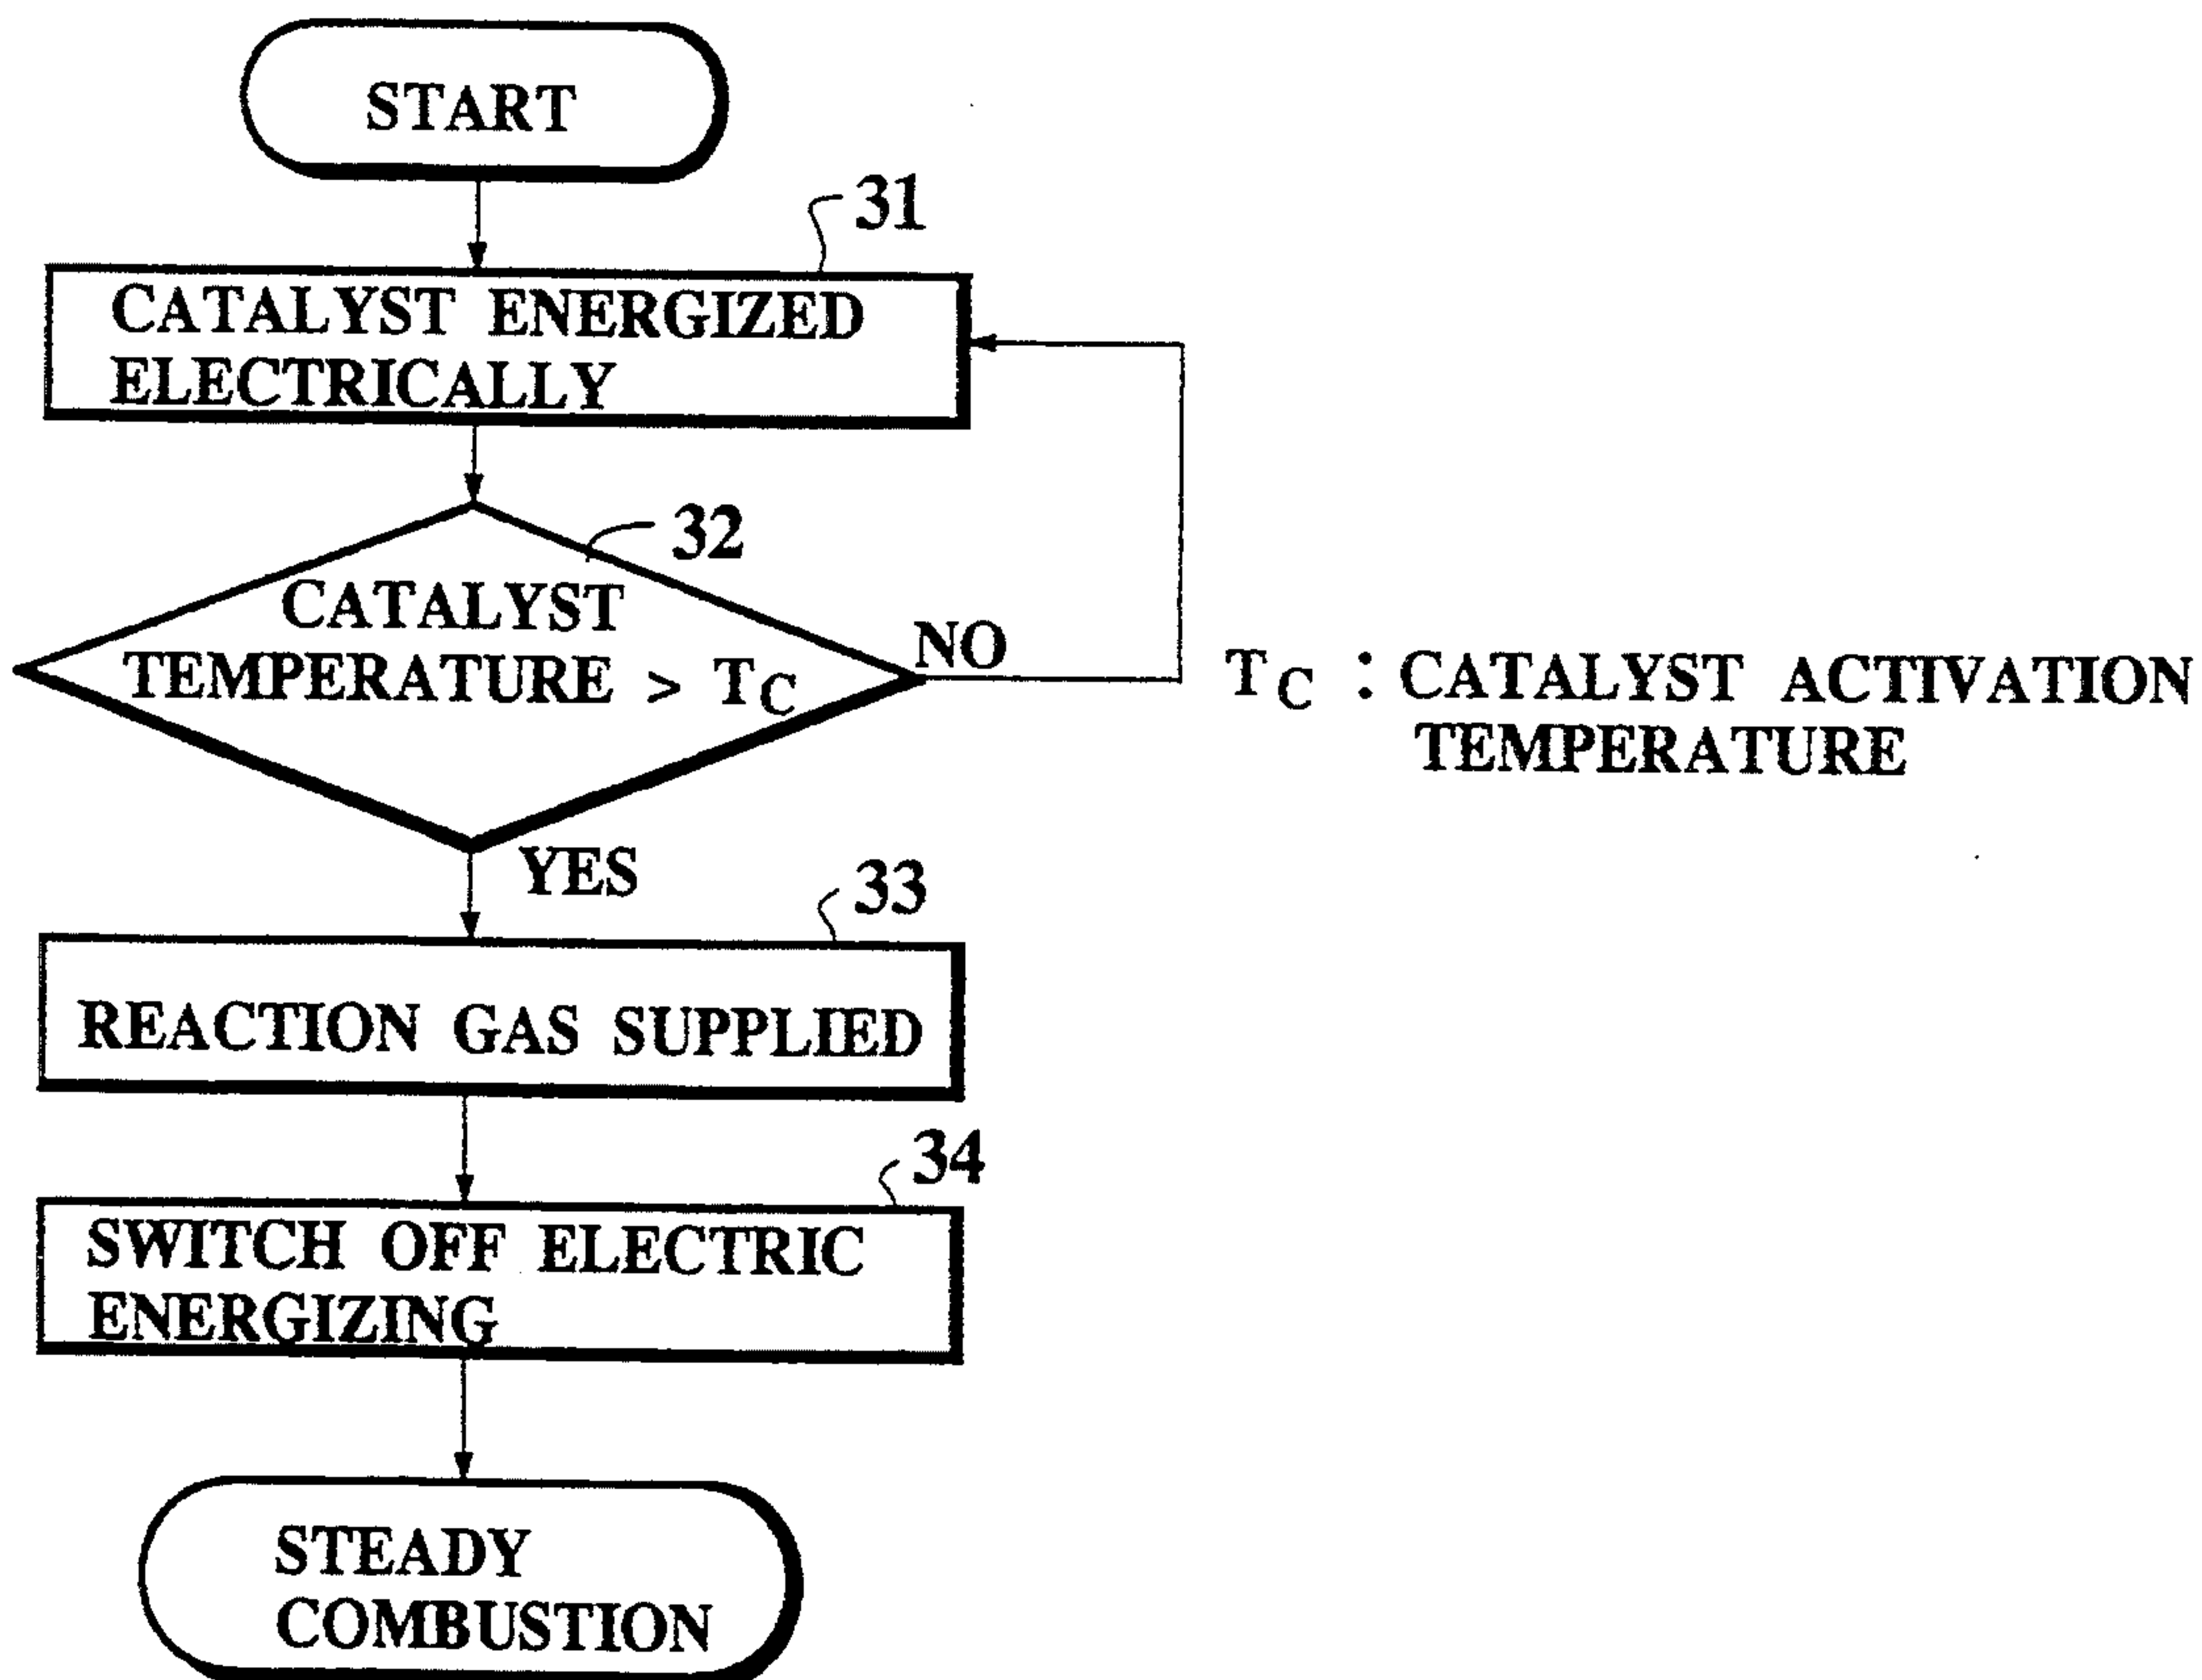 START
31
CATALYST ENERGIZED
ELECTRICALLY
32
CATALYST
TEMPERATURE > TC
NO
TC : CATALYST ACTIVATION
TEMPERATURE
YES
33
REACTION GAS SUPPLIED
34
SWITCH OFF ELECTRIC
ENERGIZING
STEADY
COMBUSTION